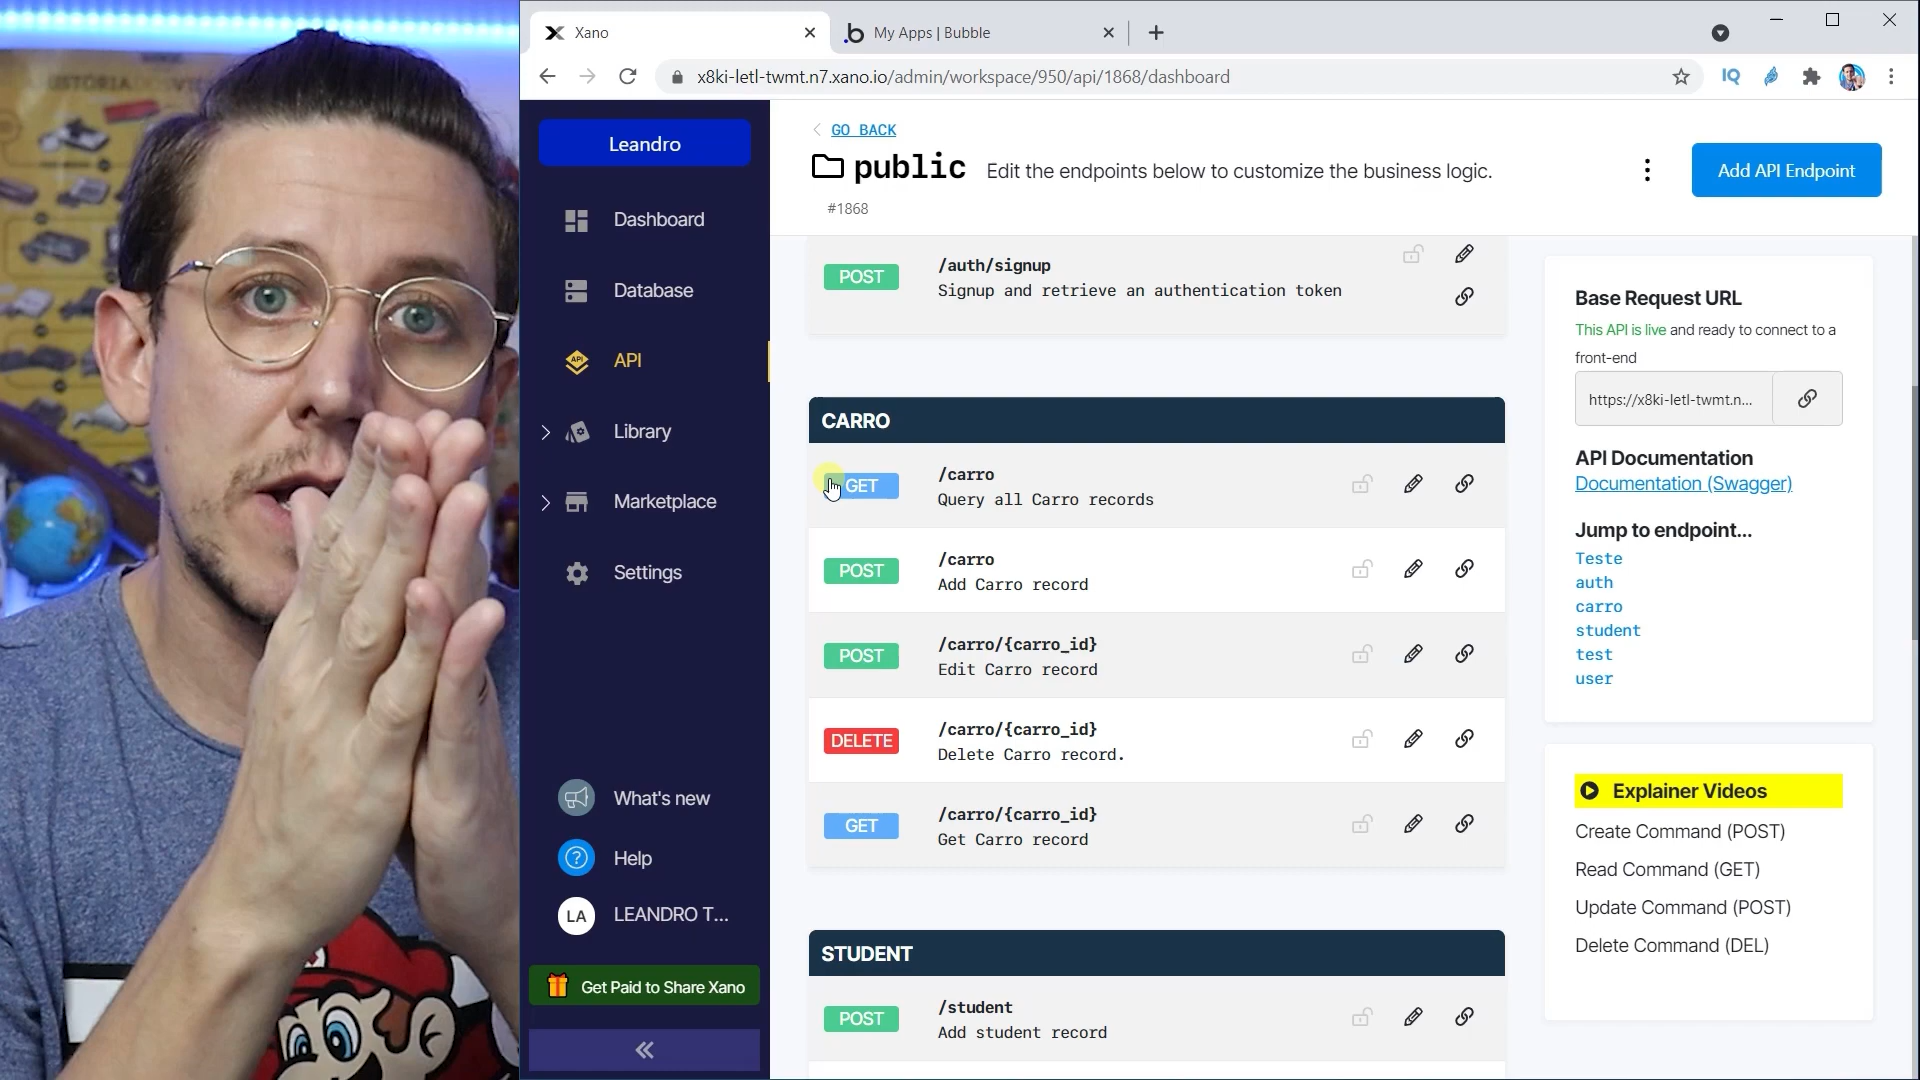 HISTÓRIA
Xano
My Apps | Bubble
x8ki-letl-twmt.n7.xano.io/admin/workspace/950/api/1868/dashboard
IQ
Leandro
Dashboard
Database
API
API
Library
Marketplace
Settings
What's new
Help
LA
LEANDRO T...
Get Paid to Share Xano
GO BACK
public
Edit the endpoints below to customize the business logic.
#1868
Add API Endpoint
POST
/auth/signup
Signup and retrieve an authentication token
CARRO
GET
/carro
Query all Carro records
POST
/carro
Add Carro record
POST
/carro/{carro_id}
Edit Carro record
DELETE
/carro/{carro_id}
Delete Carro record.
GET
/carro/{carro_id}
Get Carro record
STUDENT
POST
/student
Add student record
Base Request URL
This API is live and ready to connect to a
front-end
https://x8ki-letl-twmt.n...
API Documentation
Documentation (Swagger)
Jump to endpoint...
Teste
auth
carro
student
test
user
Explainer Videos
Create Command (POST)
Read Command (GET)
Update Command (POST)
Delete Command (DEL)